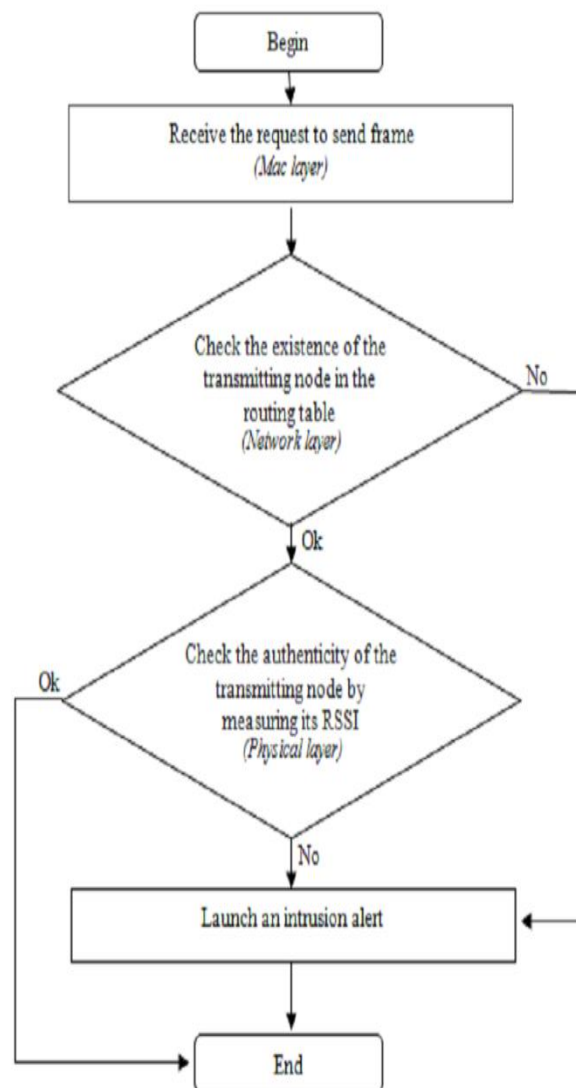 Begin
Receive the request to send frame
(Mac layer)
Check the existence of the
transmitting node in the
routing table
(Network layer)
No
Ok
Check the authenticity of the
transmitting node by
measuring its RSSI
(Physical layer)
Ok
No
Launch an intrusion alert
End